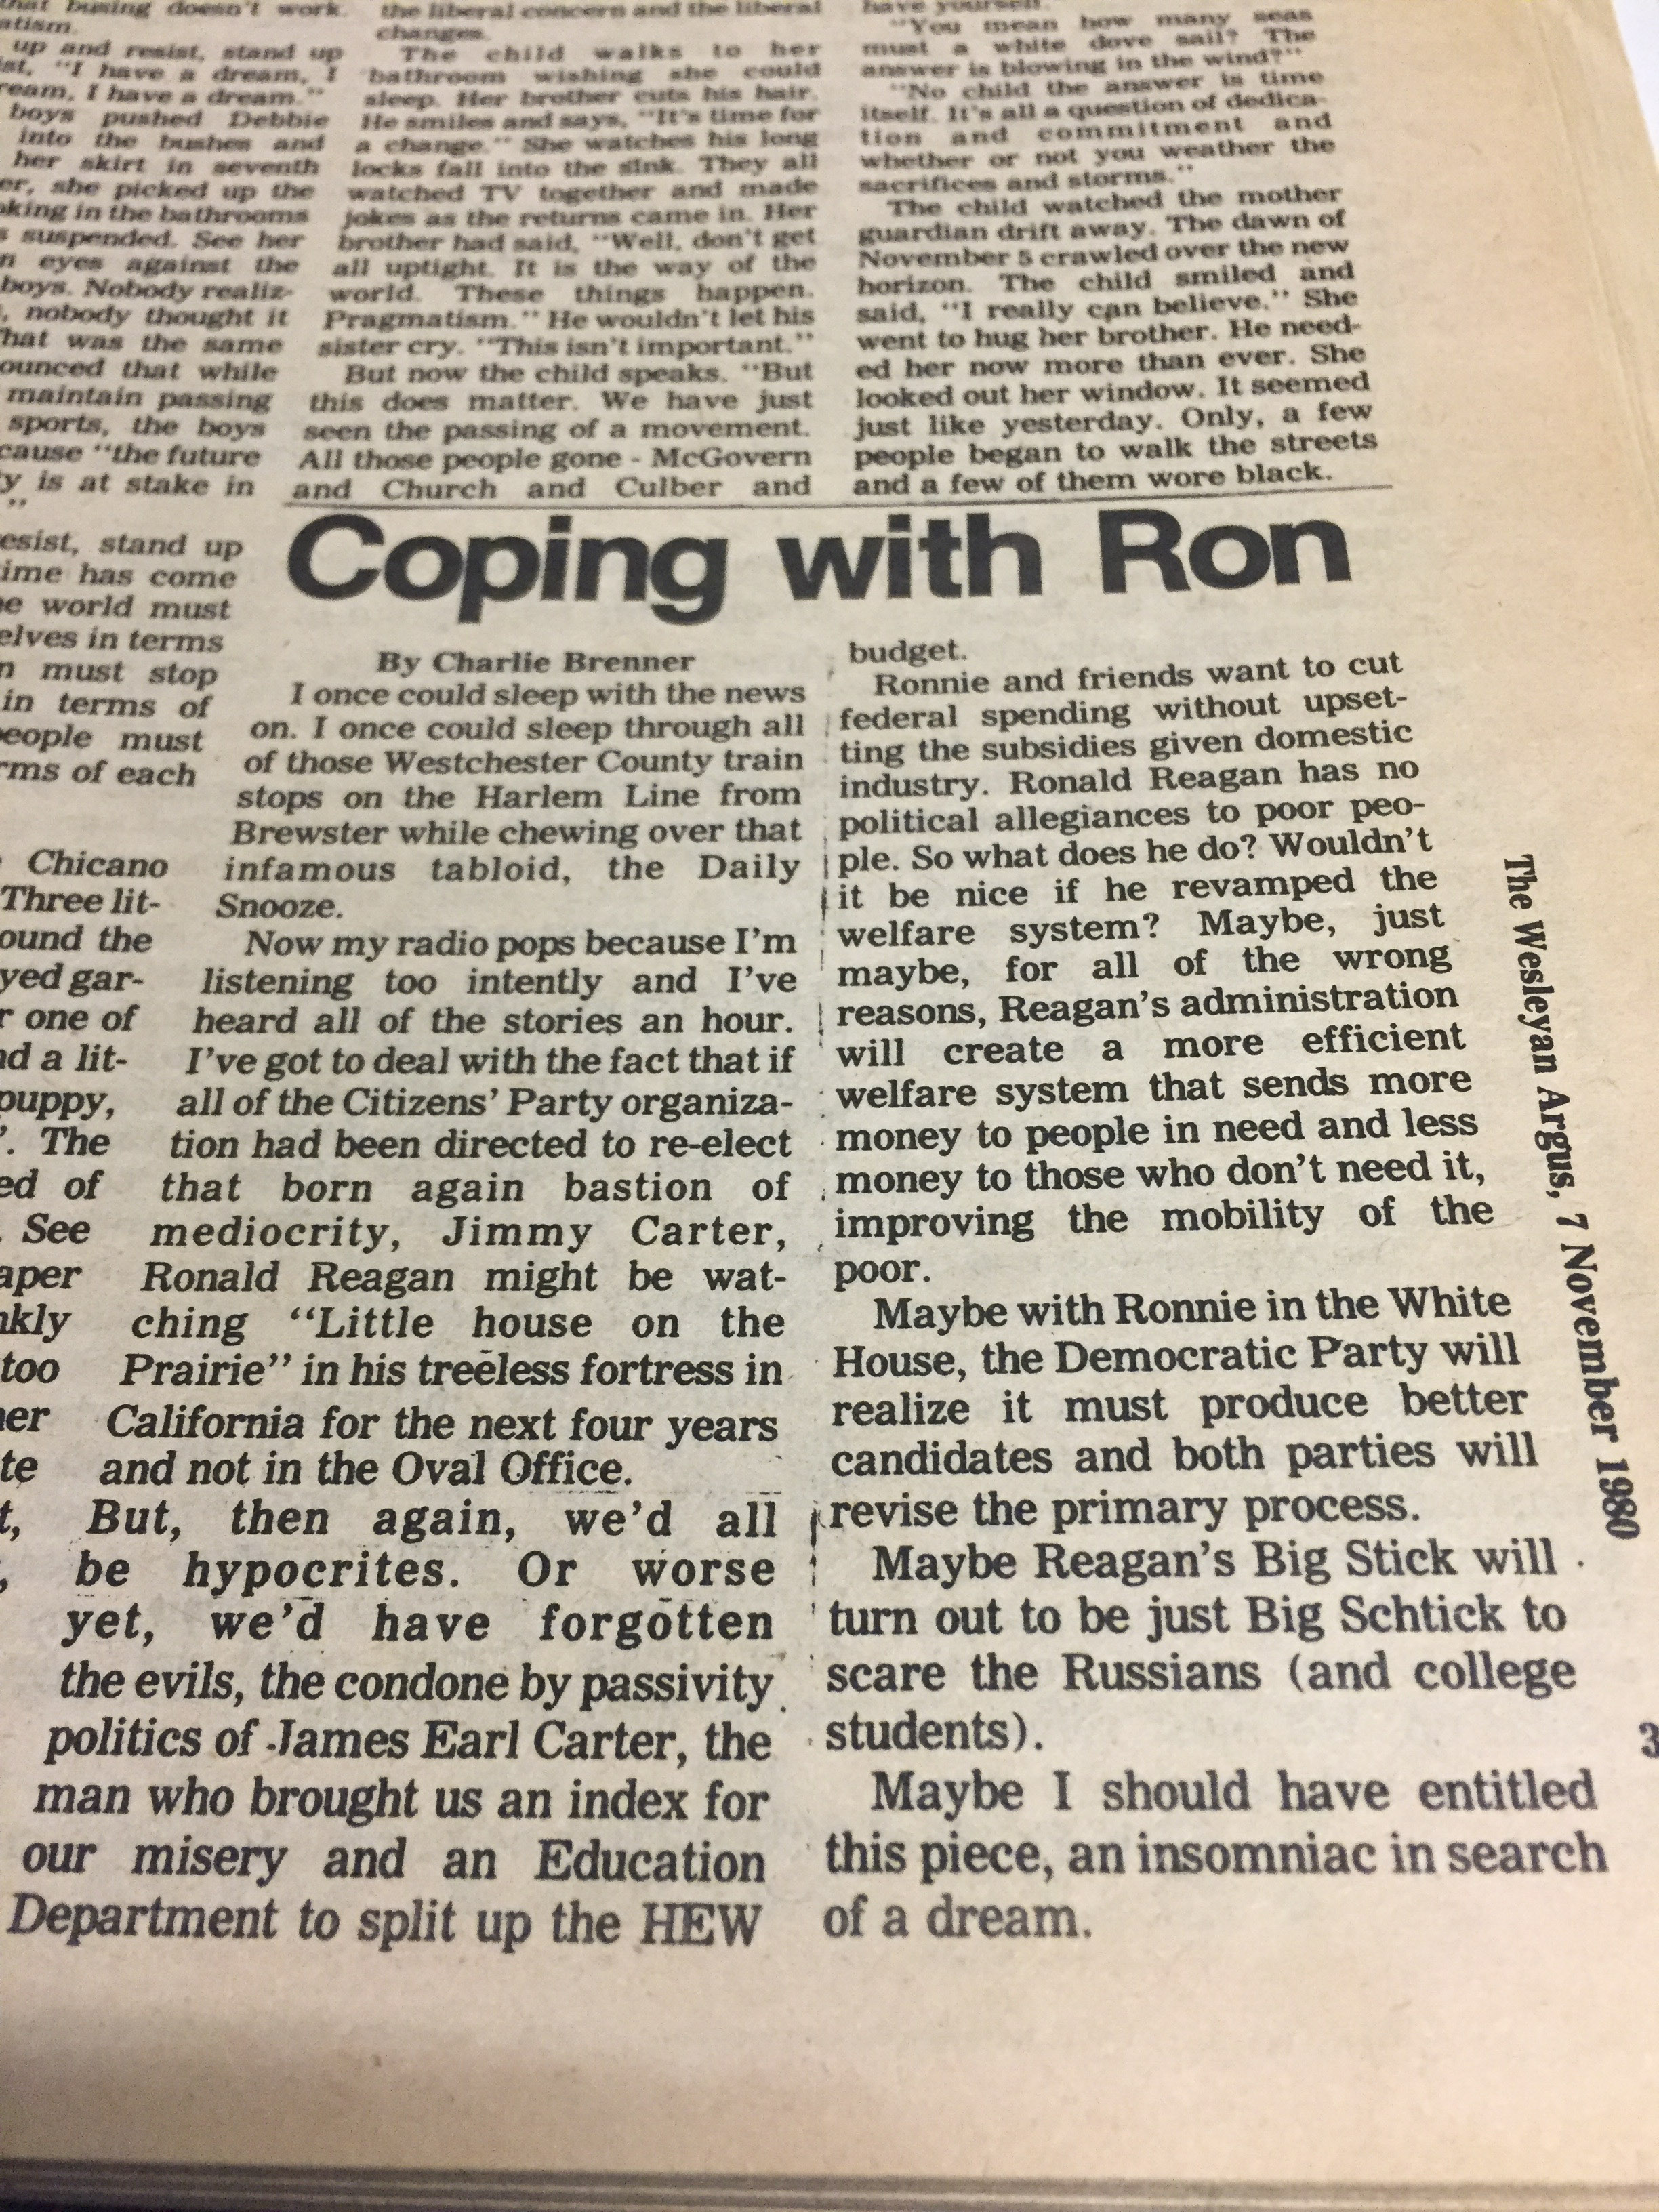 that busing doesn't work.
atism.
up and resist, stand up
"I have a dream, I
ream, I have a dream."
boys pushed Debbie
into the bushes and
her skirt in seventh
er, she picked up the
oking in the bathrooms
s suspended. See her
n eyes against the
boys. Nobody realiz-
, nobody thought it
That was the same
ounced that while
maintain passing
sports, the boys
cause "the future
y is at stake in
"
esist, stand up
time has come
he world must
elves in terms
n must stop
in terms of
people must
rms of each
Chicano
Three lit-
ound the
yed gar-
r one of
nd a lit-
puppy,
'. The
ed of
. See
aper
nkly
too
her
te
t,
,
the liberal concern and the liberal
changes.
The child walks to her
bathroom wishing she could
sleep. Her brother cuts his hair.
He smiles and says, "It's time for
a change." She watches his long
locks fall into the sink. They all
watched TV together and made
jokes as the returns came in. Her
brother had said, "Well, don't get
all uptight. It is the way of the
world. These things happen.
Pragmatism." He wouldn't let his
sister cry. "This isn't important."
But now the child speaks. "But
this does matter. We have just
seen the passing of a movement.
All those people gone - McGovern
and Church and Culber and
have yourself.
"You mean how many seas
must a white dove sail? The
answer is blowing in the wind?"
"No child the answer is time
itself. It's all a question of dedica-
tion and commitment and
whether or not you weather the
sacrifices and storms."
The child watched the mother
guardian drift away. The dawn of
November 5 crawled over the new
horizon. The child smiled and
said, "I really can believe." She
went to hug her brother. He need-
ed her now more than ever. She
looked out her window. It seemed
just like yesterday. Only, a few
people began to walk the streets
and a few of them wore black.
Coping with Ron
By Charlie Brenner
I once could sleep with the news
on. I once could sleep through all
of those Westchester County train
stops on the Harlem Line from
Brewster while chewing over that
infamous tabloid, the Daily
Snooze.
Now my radio pops because I'm
listening too intently and I've
heard all of the stories an hour.
I've got to deal with the fact that if
all of the Citizens' Party organiza-
tion had been directed to re-elect
that born again bastion of
mediocrity, Jimmy Carter,
Ronald Reagan might be wat-
ching "Little house on the
Prairie" in his treeless fortress in
California for the next four years
and not in the Oval Office.
But, then again, we'd all
be hypocrites. Or worse
yet, we'd have forgotten
the evils, the condone by passivity
politics of James Earl Carter, the
man who brought us an index for
our misery and an Education
Department to split up the HEW
budget.
Ronnie and friends want to cut
federal spending without upset-
ting the subsidies given domestic
industry. Ronald Reagan has no
political allegiances to poor peo-
ple. So what does he do? Wouldn't
it be nice if he revamped the
welfare system? Maybe, just
maybe, for all of the wrong
reasons, Reagan's administration
will create a more efficient
welfare system that sends more
money to people in need and less
money to those who don't need it,
improving the mobility of the
poor.
Maybe with Ronnie in the White
House, the Democratic Party will
realize it must produce better
candidates and both parties will
revise the primary process.
Maybe Reagan's Big Stick will
turn out to be just Big Schtick to
scare the Russians (and college
students).
Maybe I should have entitled
this piece, an insomniac in search
of a dream.
The Wesleyan Argus, 7 November 1980
3